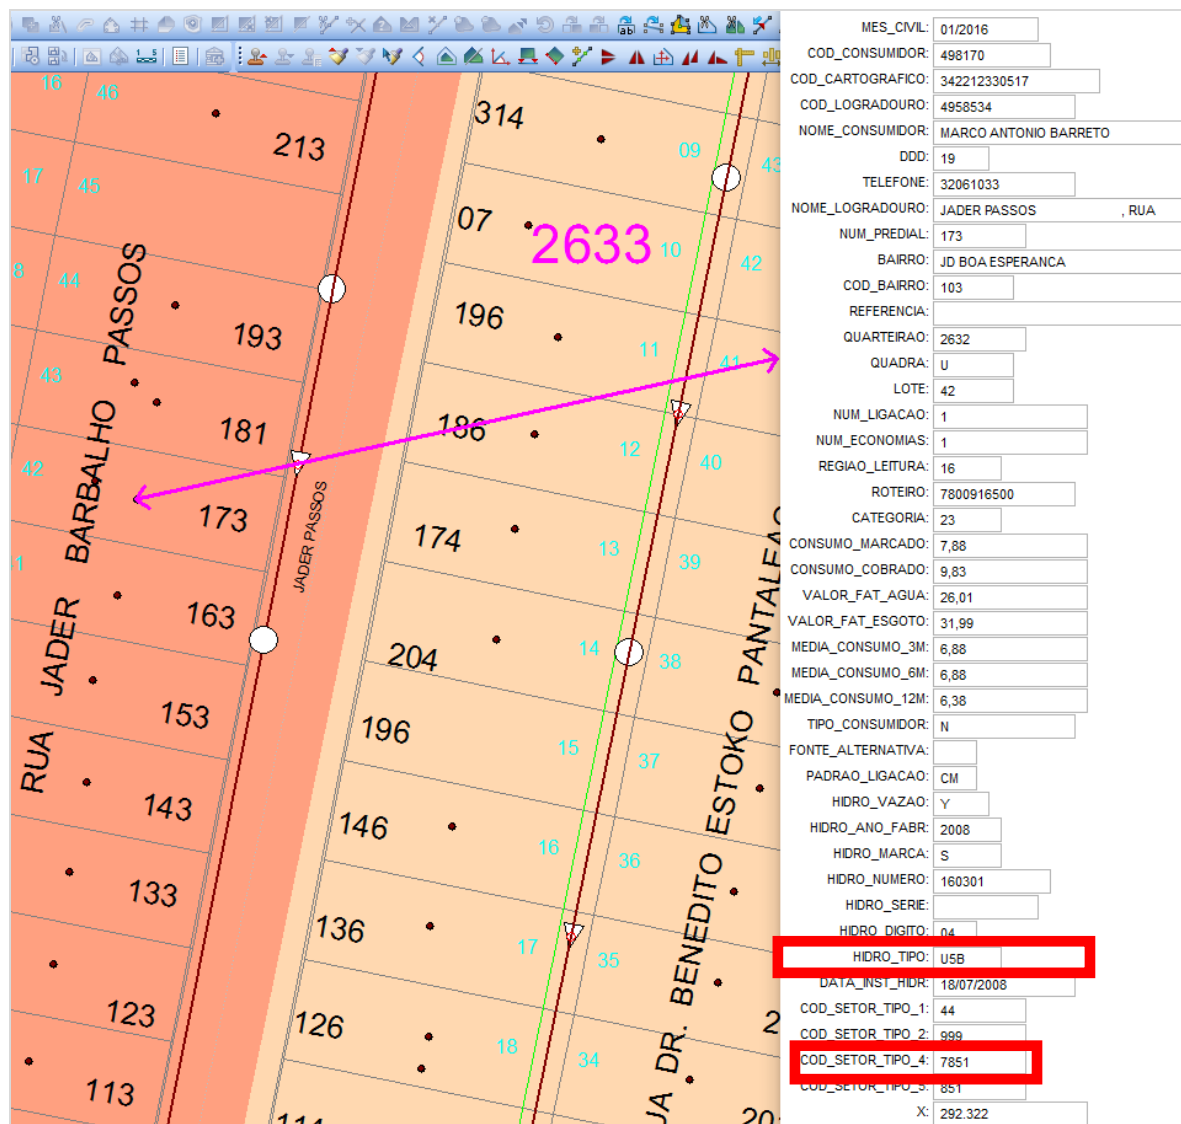 MES_CIVIL: 01/2016
COD_CONSUMIDOR: 498170
COD_CARTOGRAFICO: 342212330517
COD_LOGRADOURO: 4958534
NOME_CONSUMIDOR: MARCO ANTONIO BARRETO
DDD: 19
TELEFONE: 32061033
NOME_LOGRADOURO: JADER PASSOS , RUA
NUM_PREDIAL: 173
BAIRRO: JD BOA ESPERANCA
COD_BAIRRO: 103
REFERENCIA:
QUARTEIRAO: 2632
QUADRA: U
LOTE: 42
NUM_LIGACAO: 1
NUM_ECONOMIAS: 1
REGIAO_LEITURA: 16
ROTEIRO: 7800916500
CATEGORIA: 23
CONSUMO_MARCADO: 7,88
CONSUMO_COBRADO: 9,83
VALOR_FAT_AGUA: 26,01
VALOR_FAT_ESGOTO: 31,99
MEDIA_CONSUMO_3M: 6,88
MEDIA_CONSUMO_6M: 6,88
MEDIA_CONSUMO_12M: 6,38
TIPO_CONSUMIDOR: N
FONTE_ALTERNATIVA:
PADRAO_LIGACAO: CM
HIDRO_VAZAO: Y
HIDRO_ANO_FABR: 2008
HIDRO_MARCA: S
HIDRO_NUMERO: 160301
HIDRO_SERIE:
HIDRO_DIGITO: 04
HIDRO_TIPO: U5B
DATA_INST_HIDR: 18/07/2008
COD_SETOR_TIPO_1: 44
COD_SETOR_TIPO_2: 999
COD_SETOR_TIPO_4: 7851
COD_SETOR_TIPO_5: 851
X: 292.322
16
46
213
17
45
44
193
43
181
42
173
163
153
143
133
123
113
RUA JADER BARBALHO PASSOS
JADER PASSOS
314
09
43
07
2633
10
42
196
11
41
186
12
40
174
13
39
204
14
38
196
15
37
146
16
36
136
17
35
126
18
34
DR. BENEDITO ESTOKO